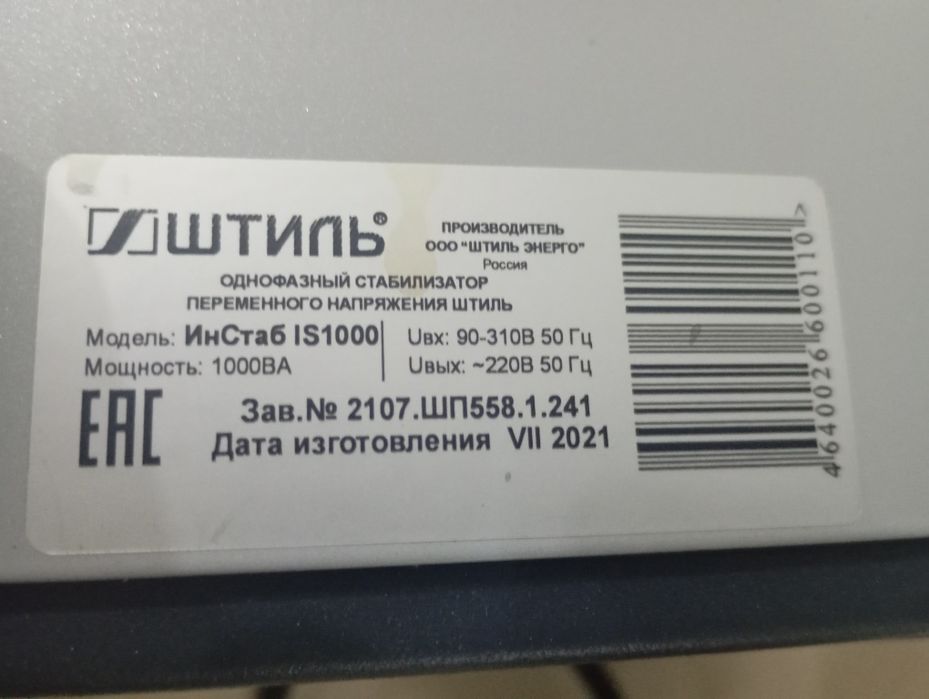 ШТИЛЬ®
ПРОИЗВОДИТЕЛЬ
ООО "ШТИЛЬ ЭНЕРГО"
Россия
ОДНОФАЗНЫЙ СТАБИЛИЗАТОР
ПЕРЕМЕННОГО НАПРЯЖЕНИЯ ШТИЛЬ
Модель: ИнСтаб IS1000
Мощность: 1000ВА
Uвх: 90-310В 50 Гц
Uвых: ~220В 50 Гц
EAC
Зав.№ 2107.ШП558.1.241
Дата изготовления VII 2021
4640026600110>